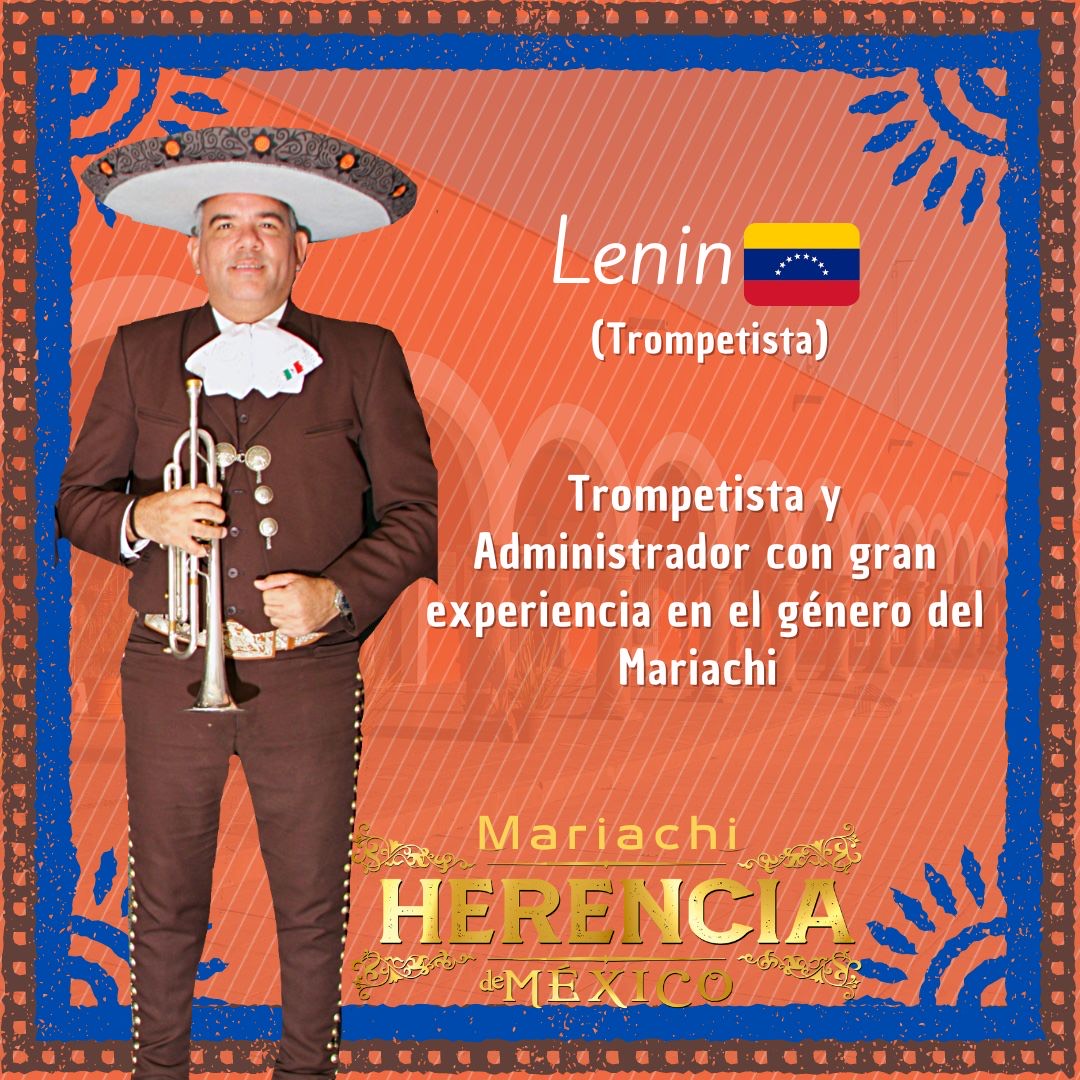 Lenin
(Trompetista)
Trompetista y
Administrador con gran
experiencia en el género del
Mariachi
Mariachi
HERENCIA
de MÉXICO